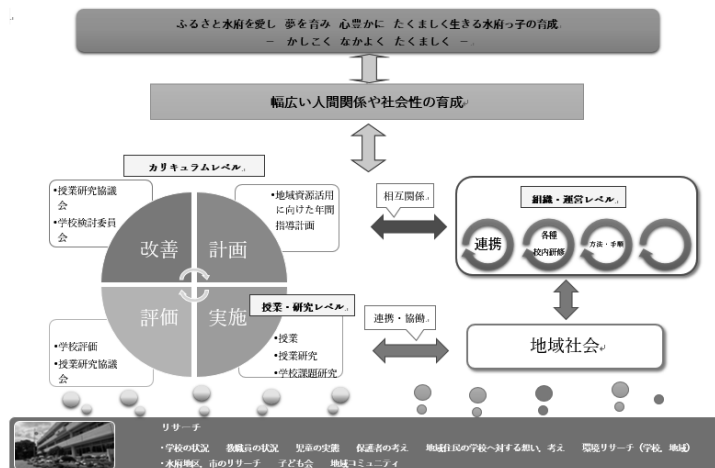 ふるさと水府を愛し 夢を育み 心豊かに たくましく生きる水府っ子の育成
－ かしこく なかよく たくましく －
幅広い人間関係や社会性の育成
カリキュラムレベル
・授業研究協議
会
・学校検討委員
会
・地域資源活用
に向けた年間
指導計画
改善
計画
評価
実施
授業・研究レベル
・学校評価
・授業研究協議
会
・授業
・授業研究
・学校課題研究
相互関係
組織・運営レベル
連携
各種
校内研修
方法・手順
連携・協働
地域社会
リサーチ
・学校の状況 教職員の状況 児童の実態 保護者の考え 地域住民の学校へ対する想い、考え 環境リサーチ（学校、地域）
・水府地区、市のリサーチ 子ども会 地域コミュニティ